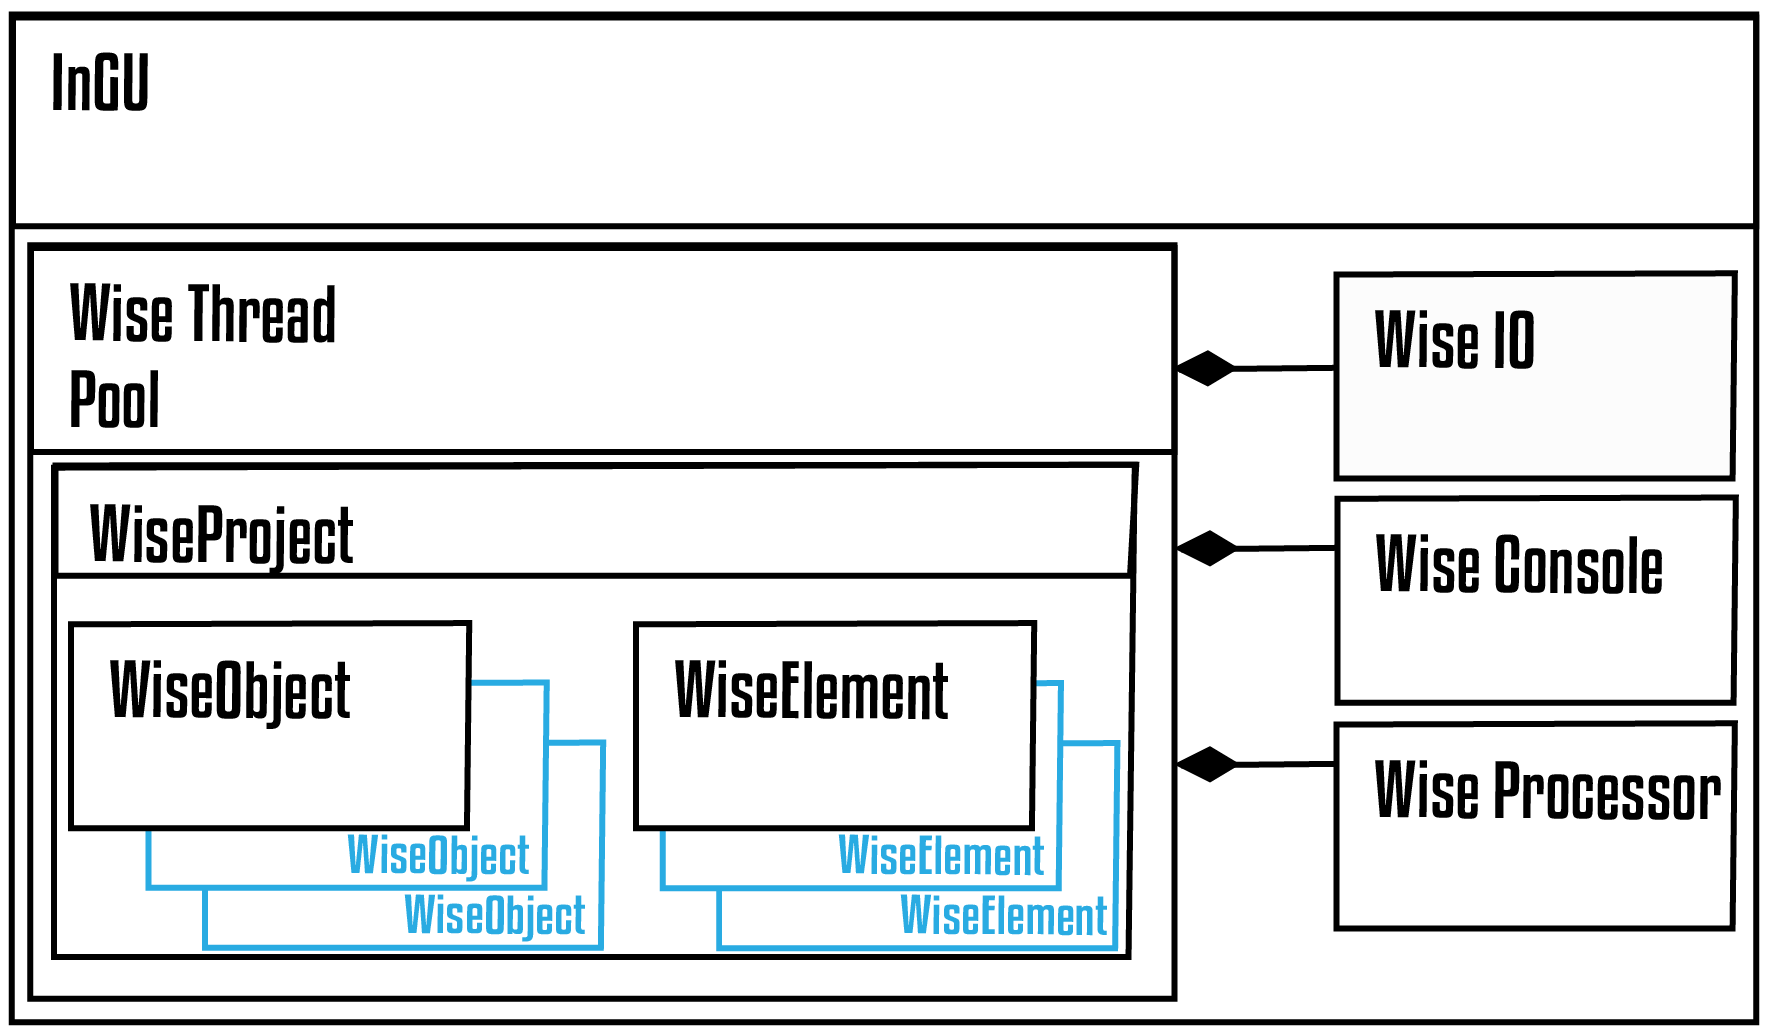 InGU
Wise Thread
Pool
WiseProject
WiseObject
WiseObject
WiseObject
WiseElement
WiseElement
WiseElement
Wise IO
Wise Console
Wise Processor